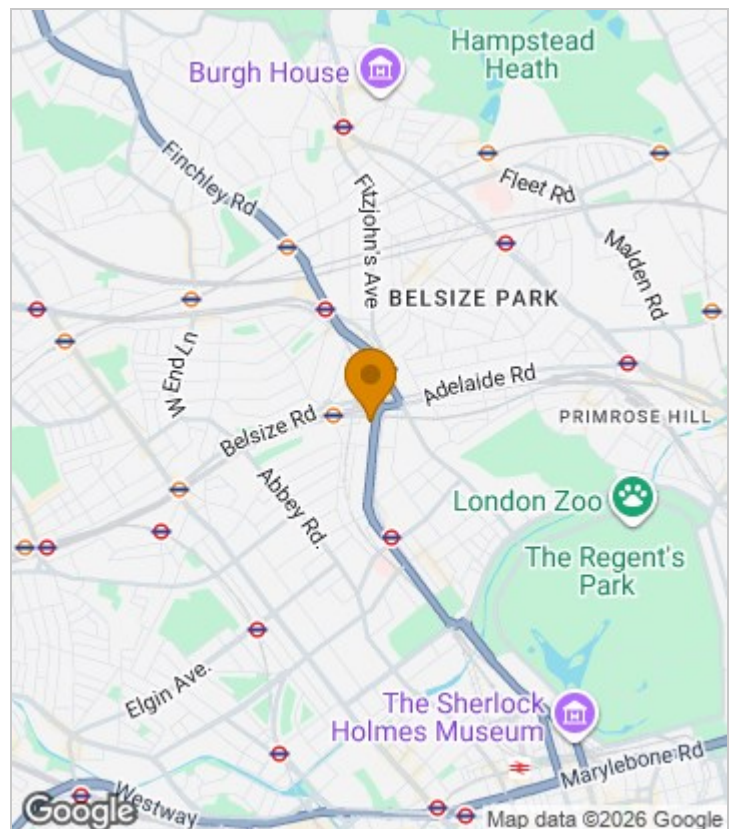 Hampstead
Heath
Burgh House
Finchley Rd
Fitzjohn's Ave
Fleet Rd
Malden Rd
BELSIZE PARK
W End Ln
Adelaide Rd
Belsize Rd
PRIMROSE HILL
Abbey Rd.
London Zoo
The Regent's
Park
Elgin Ave.
The Sherlock
Holmes Museum
Marylebone Rd
Westway
Google
Map data ©2026 Google